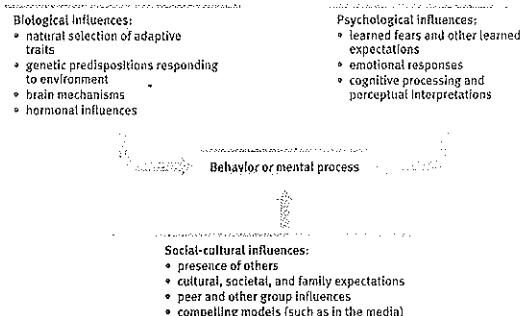 Biological influences:
• natural selection of adaptive
traits
• genetic predispositions responding
to environment
• brain mechanisms
• hormonal influences
Psychological influences:
• learned fears and other learned
expectations
• emotional responses
• cognitive processing and
perceptual interpretations
Behavior or mental process
Social-cultural influences:
• presence of others
• cultural, societal, and family expectations
• peer and other group influences
• compelling models (such as in the media)